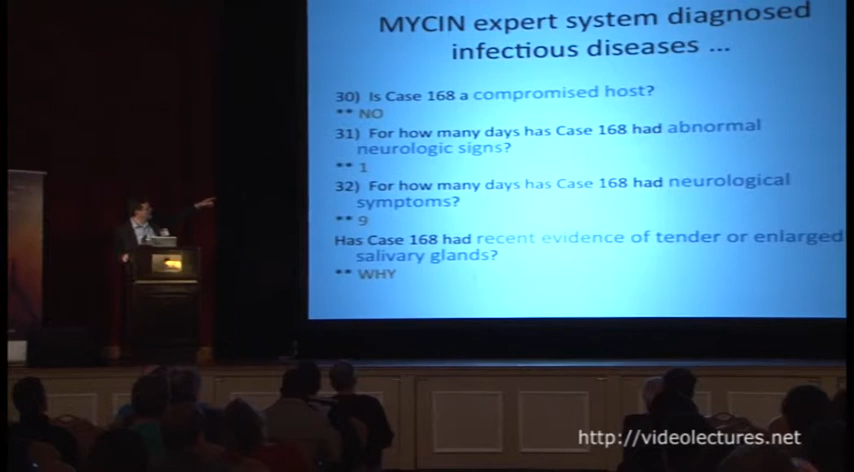 MYCIN expert system diagnosed
infectious diseases ...
30) Is Case 168 a compromised host?
** NO
31) For how many days has Case 168 had abnormal
neurologic signs?
** 1
32) For how many days has Case 168 had neurological
symptoms?
** 9
Has Case 168 had recent evidence of tender or enlarged
salivary glands?
** WHY
http://videolectures.net